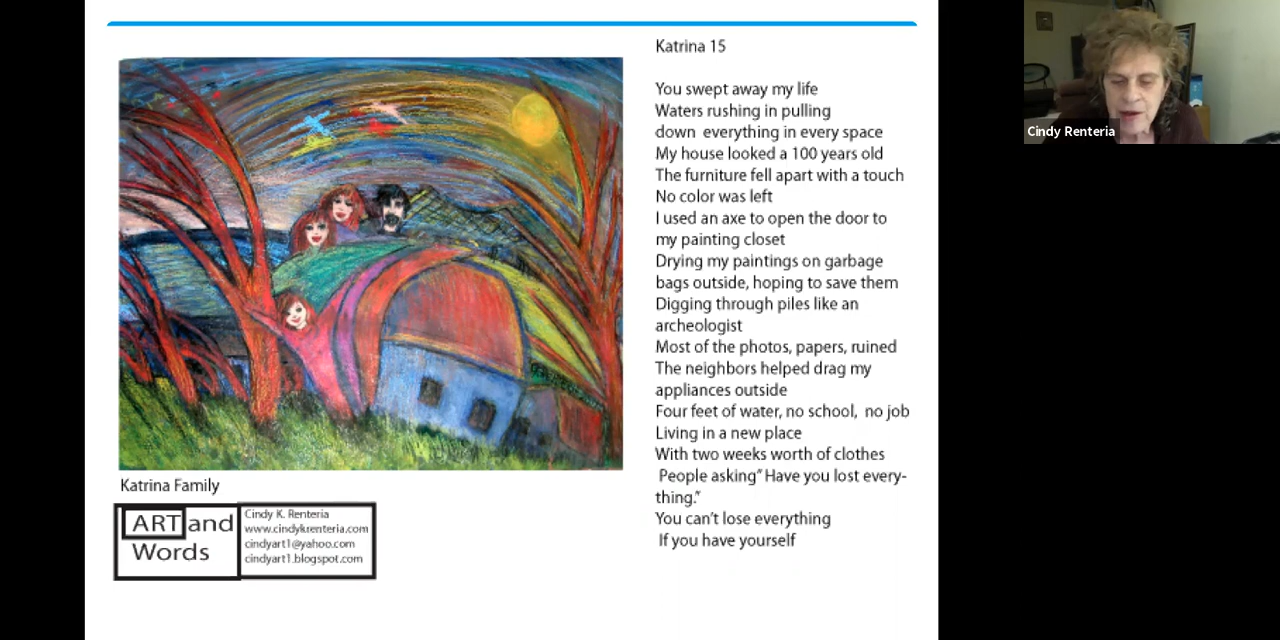 Katrina 15
You swept away my life
Waters rushing in pulling
down  everything in every space
My house looked a 100 years old
The furniture fell apart with a touch
No color was left
I used an axe to open the door to
my painting closet
Drying my paintings on garbage
bags outside, hoping to save them
Digging through piles like an
archeologist
Most of the photos, papers, ruined
The neighbors helped drag my
appliances outside
Four feet of water, no school,  no job
Living in a new place
With two weeks worth of clothes
People asking” Have you lost every-
thing.”
You can’t lose everything
If you have yourself
Katrina Family
ART and
Words
Cindy K. Renteria
www.cindykrenteria.com
cindyart1@yahoo.com
cindyart1.blogspot.com
Cindy Renteria